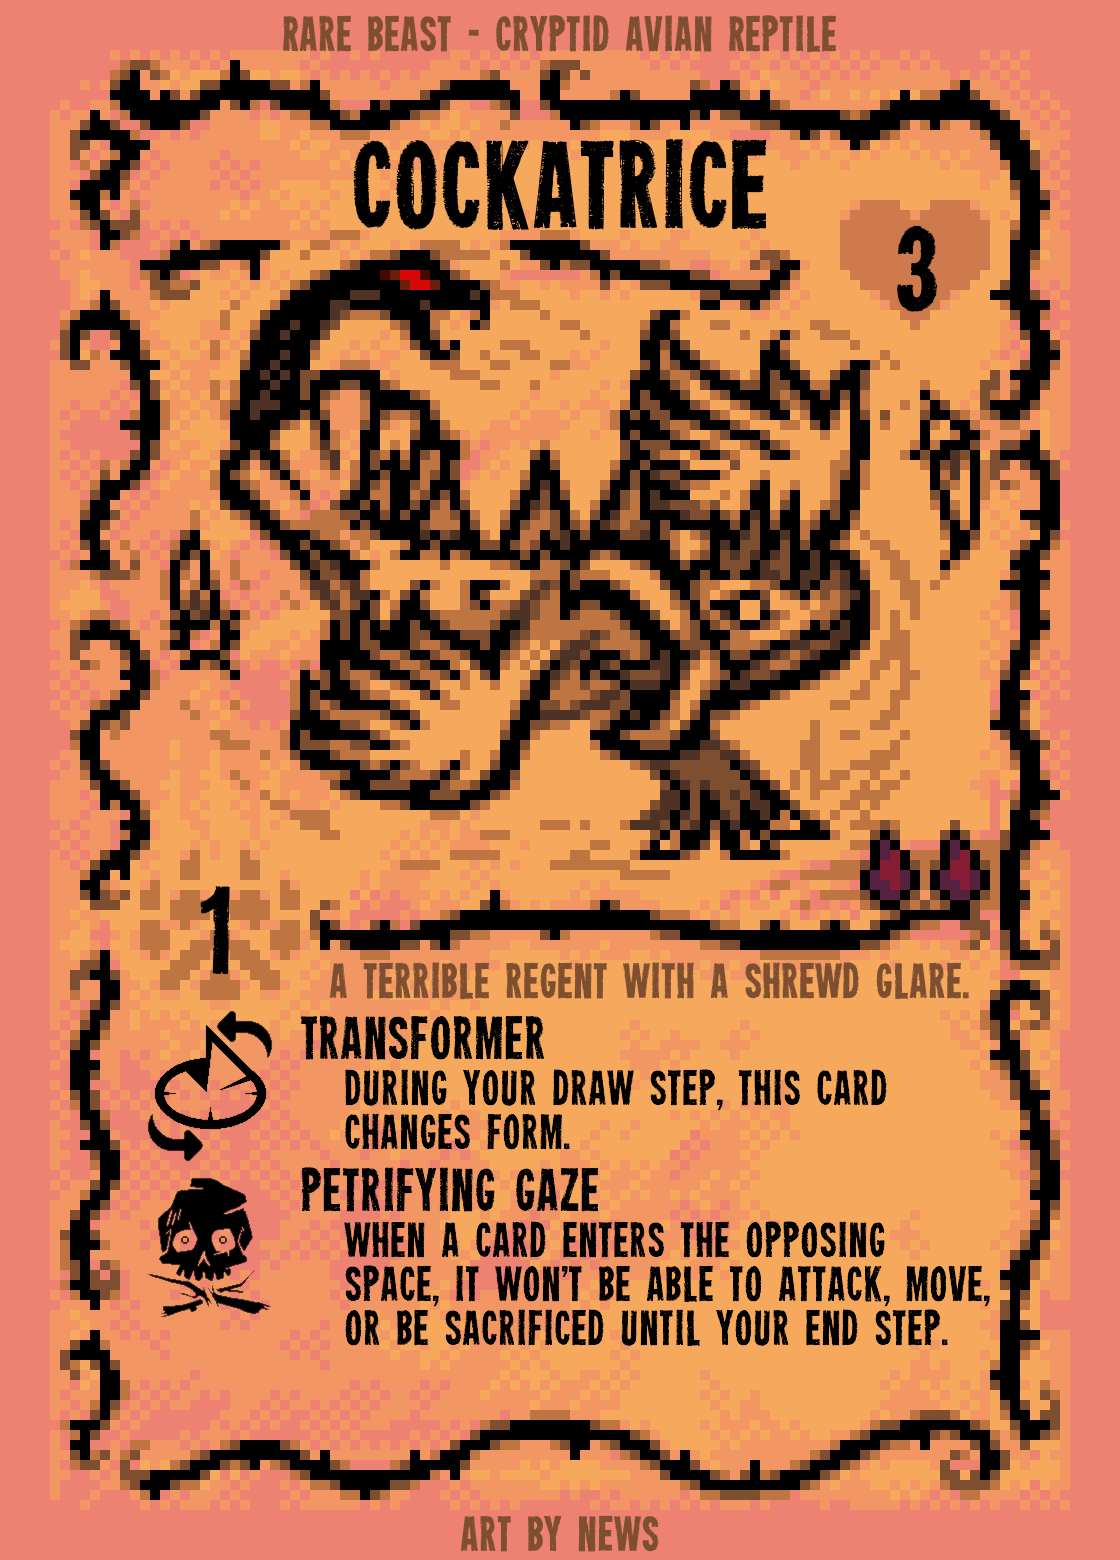 RARE BEAST - CRYPTID AVIAN REPTILE
COCKATRICE
3
1
A TERRIBLE REGENT WITH A SHREWD GLARE.
TRANSFORMER
DURING YOUR DRAW STEP, THIS CARD
CHANGES FORM.
PETRIFYING GAZE
WHEN A CARD ENTERS THE OPPOSING
SPACE, IT WON'T BE ABLE TO ATTACK, MOVE,
OR BE SACRIFICED UNTIL YOUR END STEP.
ART BY NEWS